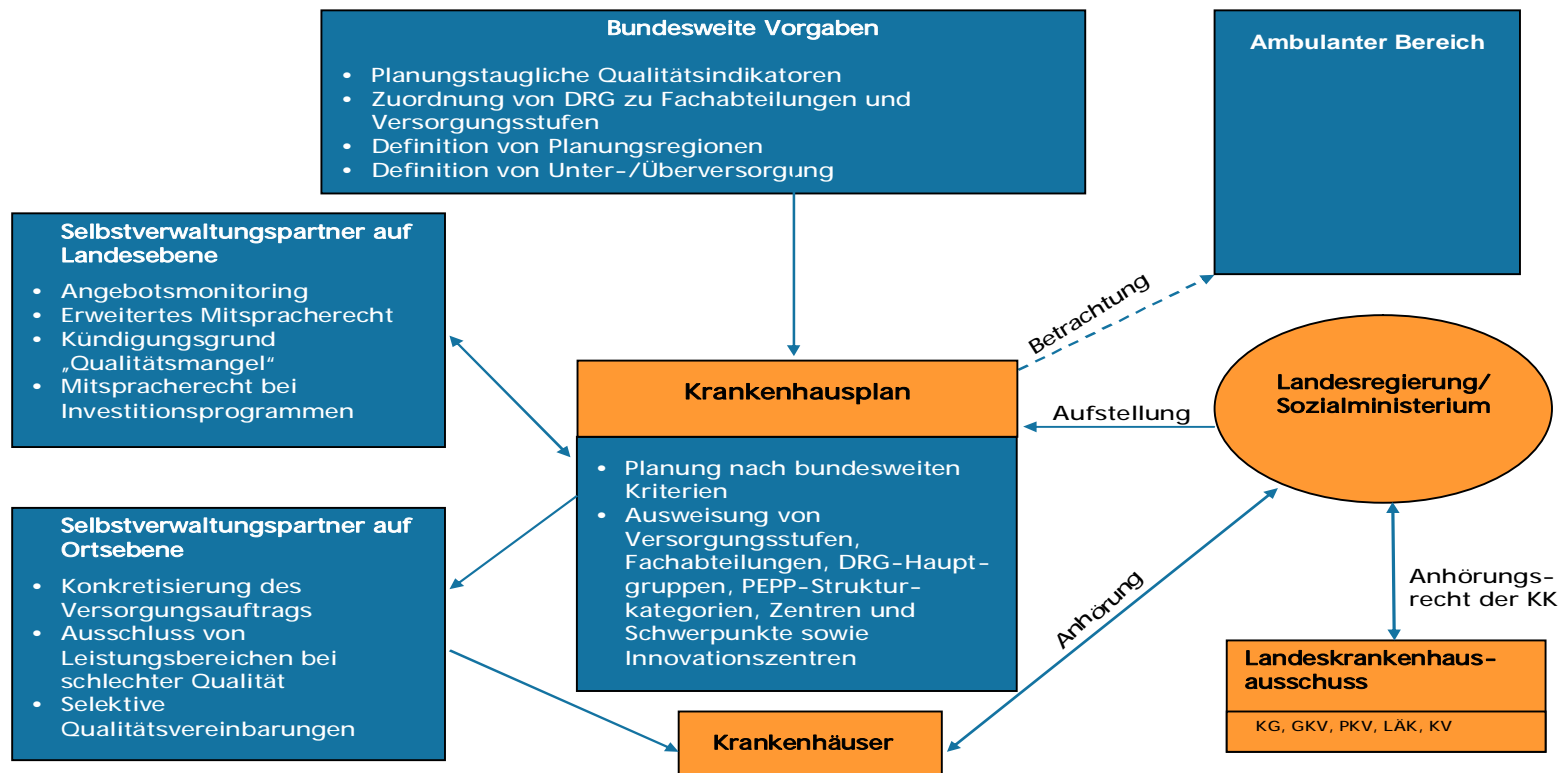 Bundesweite Vorgaben
• Planungstaugliche Qualitätsindikatoren
• Zuordnung von DRG zu Fachabteilungen und
Versorgungsstufen
• Definition von Planungsregionen
• Definition von Unter-/Überversorgung
Ambulanter Bereich
Selbstverwaltungspartner auf
Landesebene
• Angebotsmonitoring
• Erweitertes Mitspracherecht
• Kündigungsgrund
„Qualitätsmangel“
• Mitspracherecht bei
Investitionsprogrammen
Betrachtung
Krankenhausplan
Aufstellung
Landesregierung/
Sozialministerium
• Planung nach bundesweiten
Kriterien
• Ausweisung von
Versorgungsstufen,
Fachabteilungen, DRG-Haupt-
gruppen, PEPP-Struktur-
kategorien, Zentren und
Schwerpunkte sowie
Innovationszentren
Selbstverwaltungspartner auf
Ortsebene
• Konkretisierung des
Versorgungsauftrags
• Ausschluss von
Leistungsbereichen bei
schlechter Qualität
• Selektive
Qualitätsvereinbarungen
Anhörung
Anhörungs-
recht der KK
Landeskrankenhaus-
ausschuss
KG, GKV, PKV, LÄK, KV
Krankenhäuser